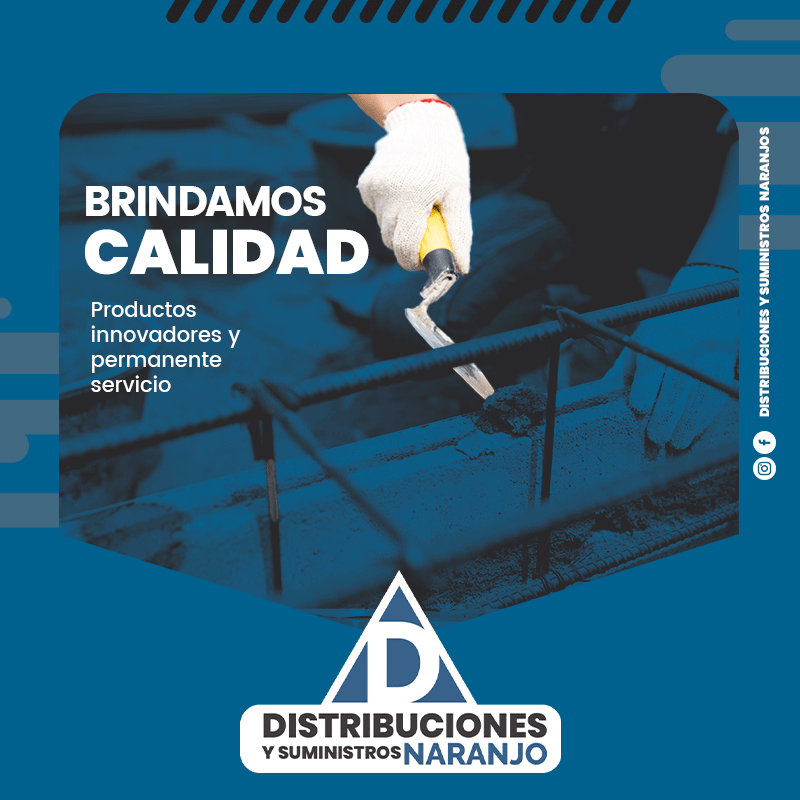 BRINDAMOS
CALIDAD
Productos
innovadores y
permanente
servicio
DISTRIBUCIONES Y SUMINISTROS NARANJOS
D
DISTRIBUCIONES
Y SUMINISTROS NARANJO